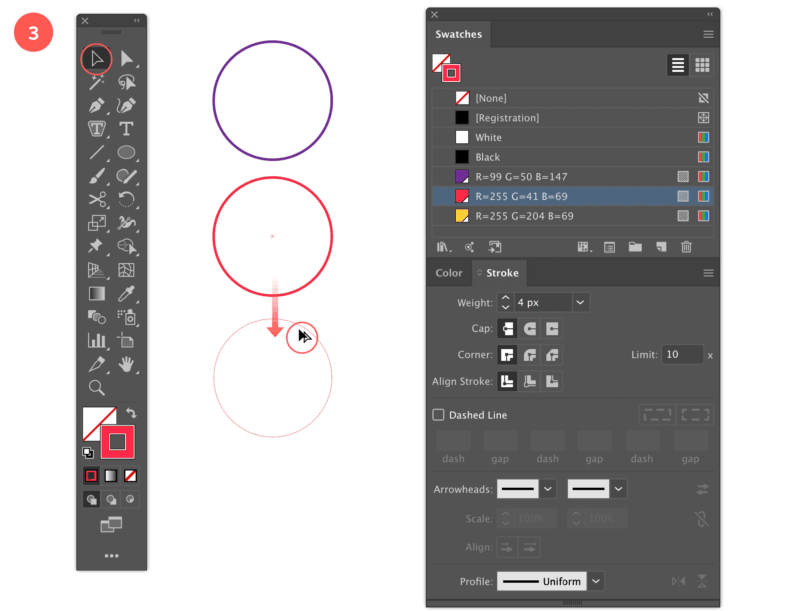 3
Swatches
[None]
[Registration]
White
Black
R=99 G=50 B=147
R=255 G=41 B=69
R=255 G=204 B=69
Color Stroke
Weight: 4 px
Cap:
Corner: Limit: 10 x
Align Stroke:
Dashed Line
dash gap dash gap dash gap
Arrowheads:
Scale: 100% 100%
Align:
Profile: Uniform